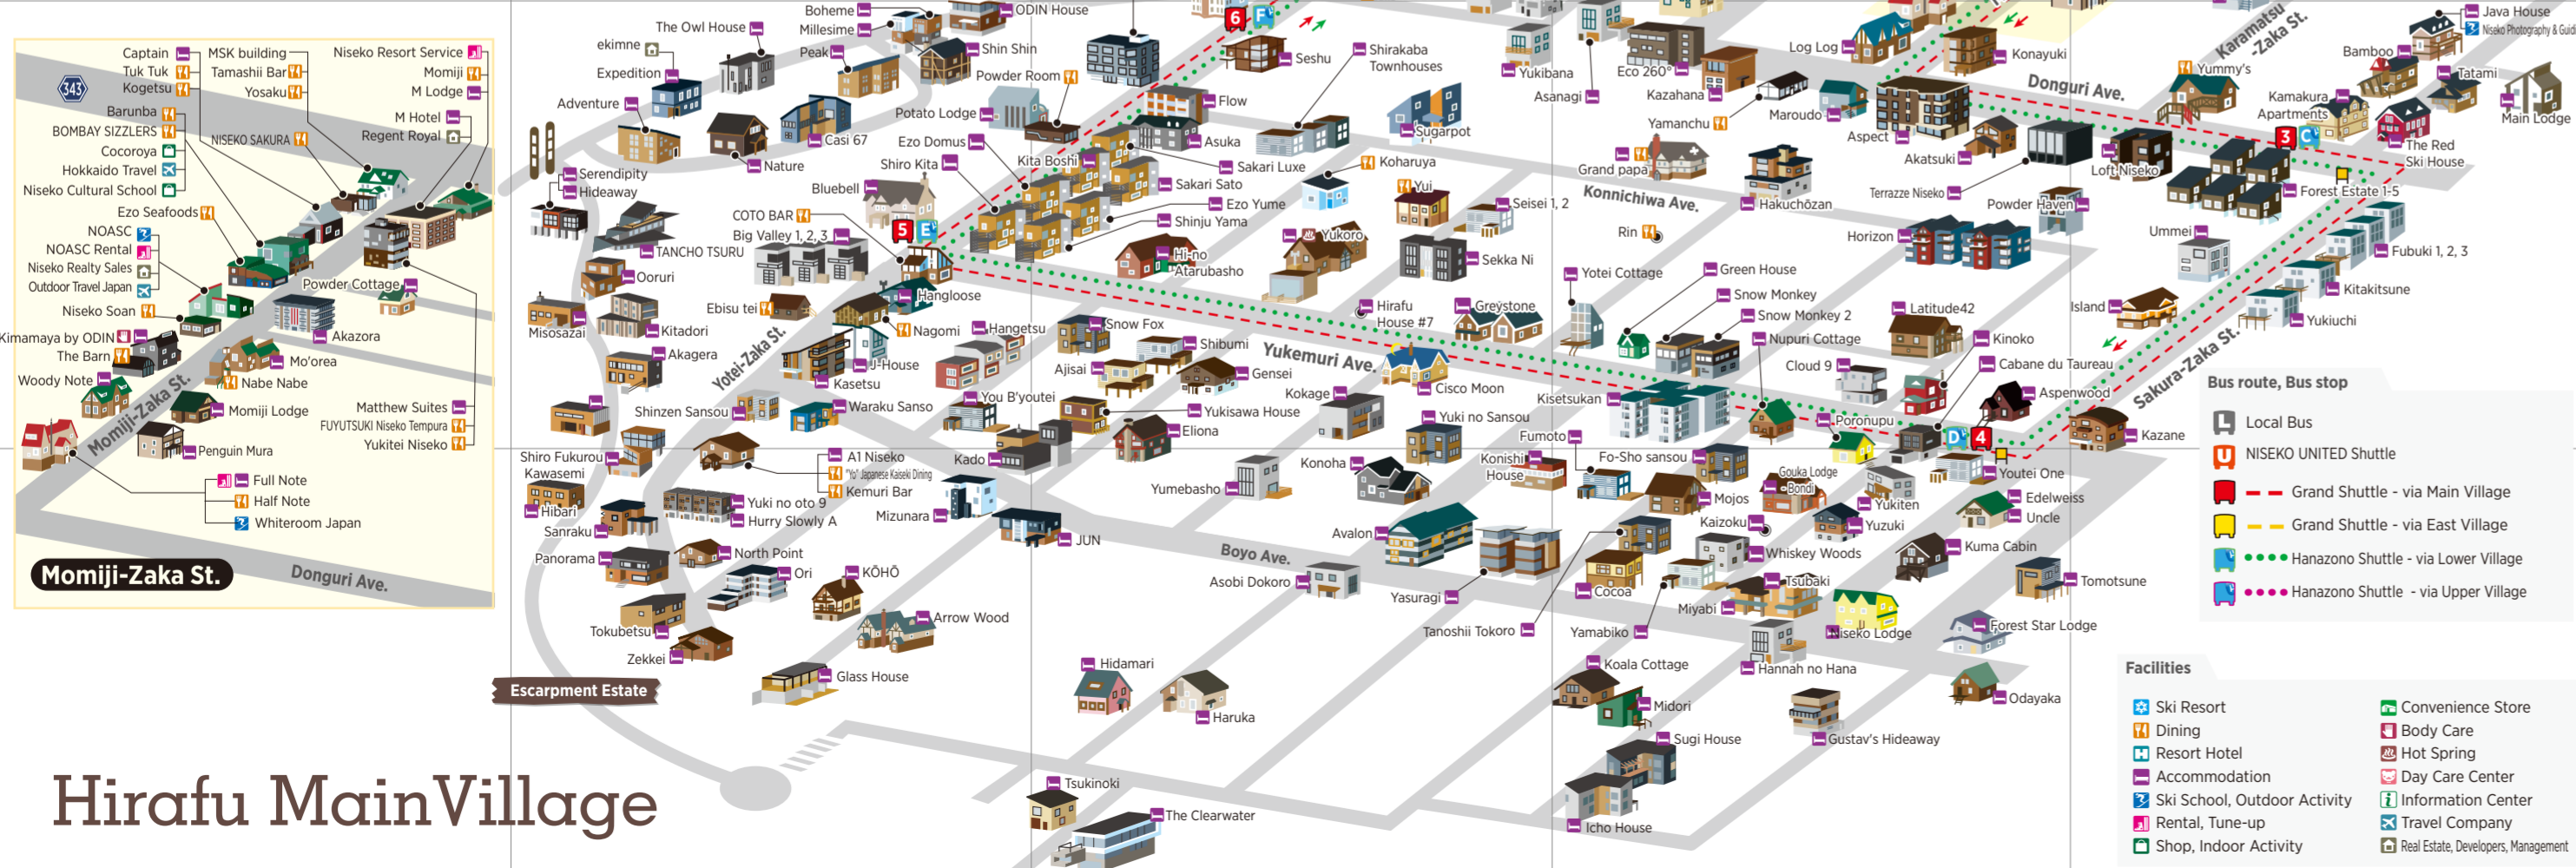 343
Captain
Tuk Tuk
Kogetsu
Barunba
BOMBAY SIZZLERS
Cocoroya
Hokkaido Travel
Niseko Cultural School
Ezo Seafoods
NOASC
NOASC Rental
Niseko Realty Sales
Outdoor Travel Japan
Niseko Soan
Kimamaya by ODIN
The Barn
Woody Note
MSK building
Tamashii Bar
Yosaku
NISEKO SAKURA
Niseko Resort Service
Momiji
M Lodge
M Hotel
Regent Royal
Powder Cottage
Akazora
Mo'orea
Nabe Nabe
Momiji Lodge
Penguin Mura
Matthew Suites
FUYUTSUKI Niseko Tempura
Yukitei Niseko
Full Note
Half Note
Whiteroom Japan
Momiji-Zaka St.
Momiji-Zaka St.
Donguri Ave.
Hirafu MainVillage
Escarpment Estate
Boheme
Millesime
ODIN House
The Owl House
ekimne
Expedition
Peak
Shin Shin
Powder Room
Adventure
Potato Lodge
Nature
Casi 67
Serendipity
Hideaway
TANCHO TSURU
Ooruri
Misosazai
Kitadori
Akagera
Ezo Domus
Shiro Kita
Bluebell
COTO BAR
Big Valley 1, 2, 3
Ebisu tei
Hangloose
Nagomi
J-House
Kasetsu
Yotei-Zaka St.
Shinzen Sansou
Waraku Sanso
Hangetsu
You B'youtei
Kita Boshi
6
F
Seshu
Shirakaba
Townhouses
Flow
Asuka
Sakari Luxe
Sakari Sato
Ezo Yume
Shinju Yama
5
E
Sugarpot
Koharuya
Yui
Yukoro
Hi-no
Atarubasho
Seisei 1, 2
Sekka Ni
Hirafu
House #7
Greystone
Snow Fox
Shibumi
Ajisai
Gensei
Yukisawa House
Eliona
Yukemuri Ave.
Cisco Moon
Kokage
Yuki no Sansou
Konoha
Yumebasho
Avalon
Boyo Ave.
Asobi Dokoro
Yasuragi
Shiro Fukurou
Kawasemi
Hibari
Sanraku
Panorama
Tokubetsu
Zekkei
A1 Niseko
"Yo" Japanese Kaiseki Dining
Kemuri Bar
Yuki no oto 9
Hurry Slowly A
North Point
Ori
KŌHŌ
Arrow Wood
Glass House
Kado
Mizunara
JUN
Hidamari
Haruka
Tsukinoki
The Clearwater
Yukibana
Asanagi
Eco 260°
Kazahana
Yamanchu
Log Log
Maroudo
Konayuki
Aspect
Akatsuki
Grand papa
Konnichiwa Ave.
Hakuchōzan
Rin
Terrazze Niseko
Loft Niseko
Powder Haven
Horizon
Donguri Ave.
Karamatsu
-Zaka St.
Yummy's
Java House
Niseko Photography & Guid
Bamboo
Tatami
Main Lodge
Kamakura
Apartments
3
C
The Red
Ski House
Forest Estate 1-5
Ummei
Fubuki 1, 2, 3
Kitakitsune
Island
Yukiuchi
Sakura-Zaka St.
Yotei Cottage
Green House
Snow Monkey
Snow Monkey 2
Nupuri Cottage
Latitude42
Kinoko
Cloud 9
Cabane du Taureau
Aspenwood
Kisetsukan
Poronupu
D
4
Kazane
Youtei One
Fumoto
Konishi
House
Fo-Sho sansou
Gouka Lodge
- Bondi
Mojos
Kaizoku
Yukiten
Yuzuki
Edelweiss
Uncle
Whiskey Woods
Kuma Cabin
Cocoa
Tsubaki
Miyabi
Tomotsune
Tanoshii Tokoro
Yamabiko
Niseko Lodge
Forest Star Lodge
Hannah no Hana
Koala Cottage
Midori
Odayaka
Sugi House
Gustav's Hideaway
Icho House
Bus route, Bus stop
Local Bus
NISEKO UNITED Shuttle
Grand Shuttle - via Main Village
Grand Shuttle - via East Village
Hanazono Shuttle - via Lower Village
Hanazono Shuttle - via Upper Village
Facilities
Ski Resort
Dining
Resort Hotel
Accommodation
Ski School, Outdoor Activity
Rental, Tune-up
Shop, Indoor Activity
Convenience Store
Body Care
Hot Spring
Day Care Center
Information Center
Travel Company
Real Estate, Developers, Management